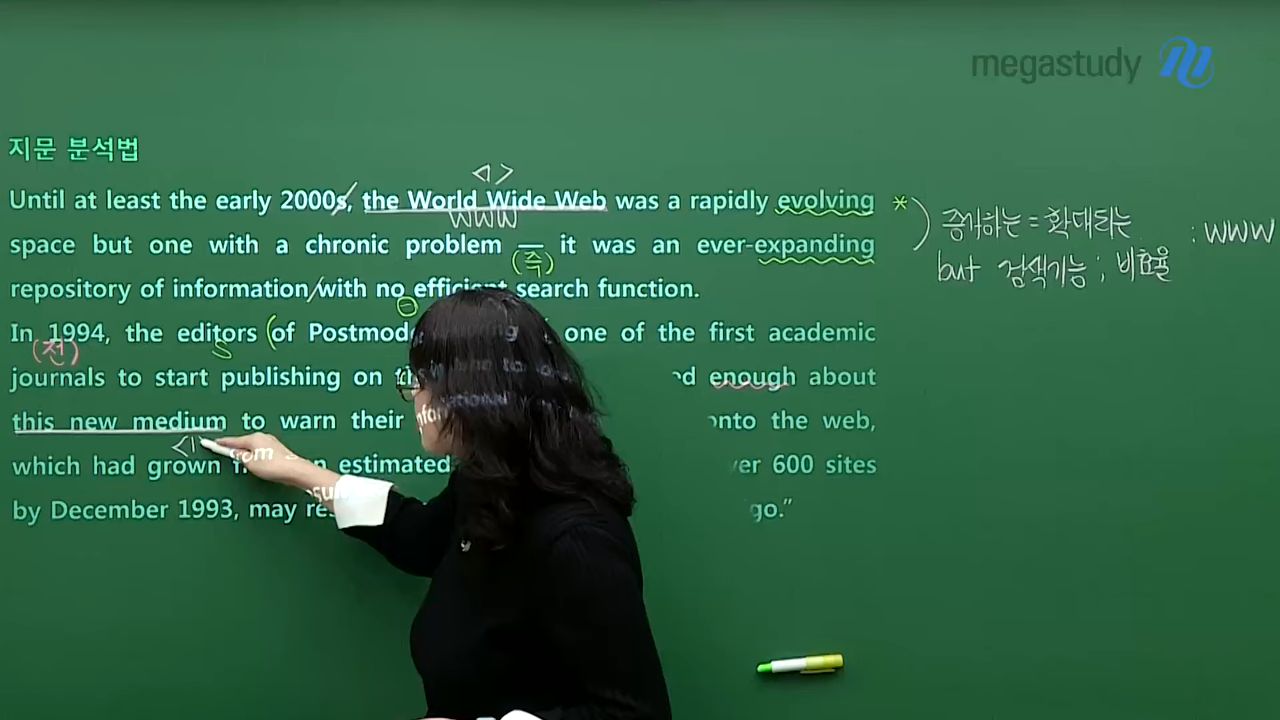 megastudy
지문 분석법
< >
Until at least the early 2000s, the World Wide Web was a rapidly evolving *
WWW
증가하는 = 확대되는 : WWW
space but one with a chronic problem — it was an ever-expanding
(즉)
but 검색기능 ; 비효율
repository of information with no efficient search function.
In 1994, the editors (of Postmod one of the first academic
(전) S
journals to start publishing on enough about
this new medium to warn their onto the web,
which had grown from an estimated 600 sites
by December 1993, may go.”